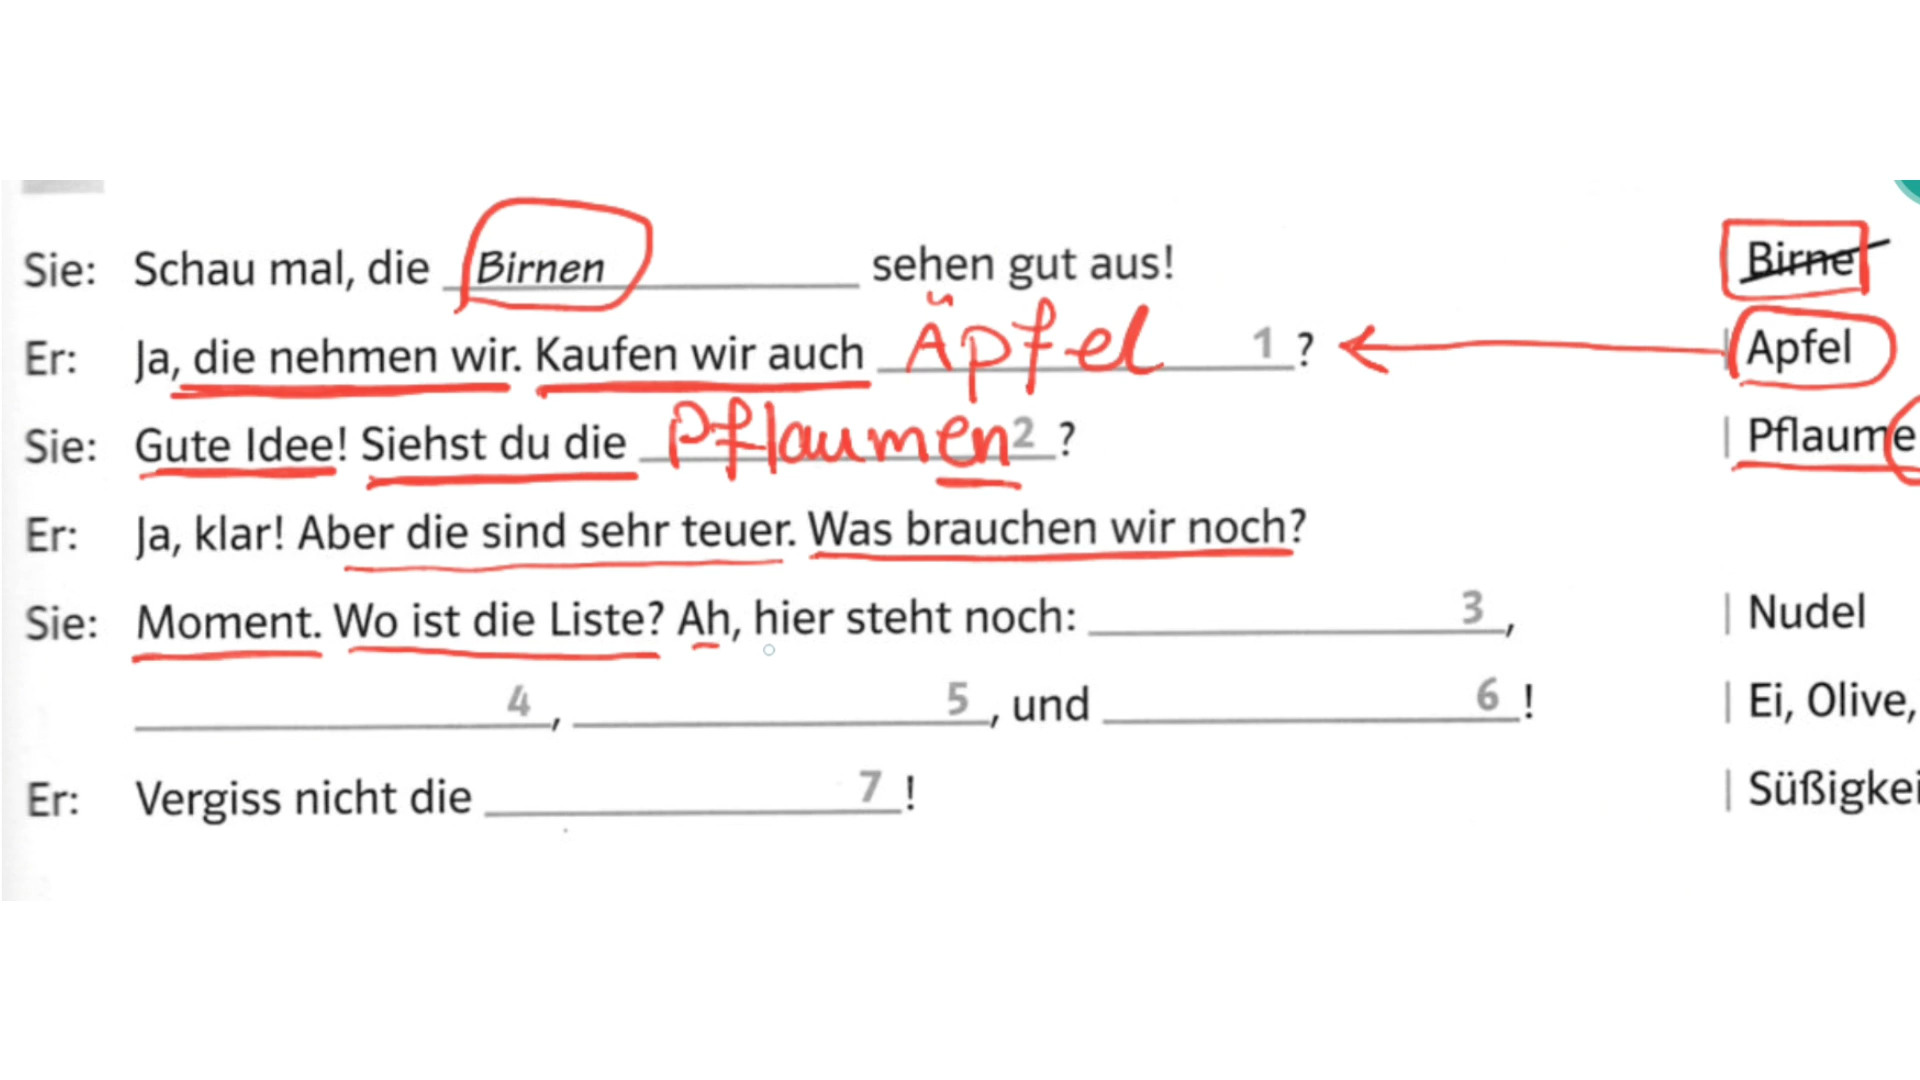 Sie: Schau mal, die Birnen sehen gut aus! Birne
Er: Ja, die nehmen wir. Kaufen wir auch Äpfel 1 ? | Apfel
Sie: Gute Idee! Siehst du die Pflaumen 2 ? | Pflaume
Er: Ja, klar! Aber die sind sehr teuer. Was brauchen wir noch?
Sie: Moment. Wo ist die Liste? Ah, hier steht noch: 3 , | Nudel
4 , 5 , und 6 ! | Ei, Olive,
Er: Vergiss nicht die 7 ! | Süßigkei